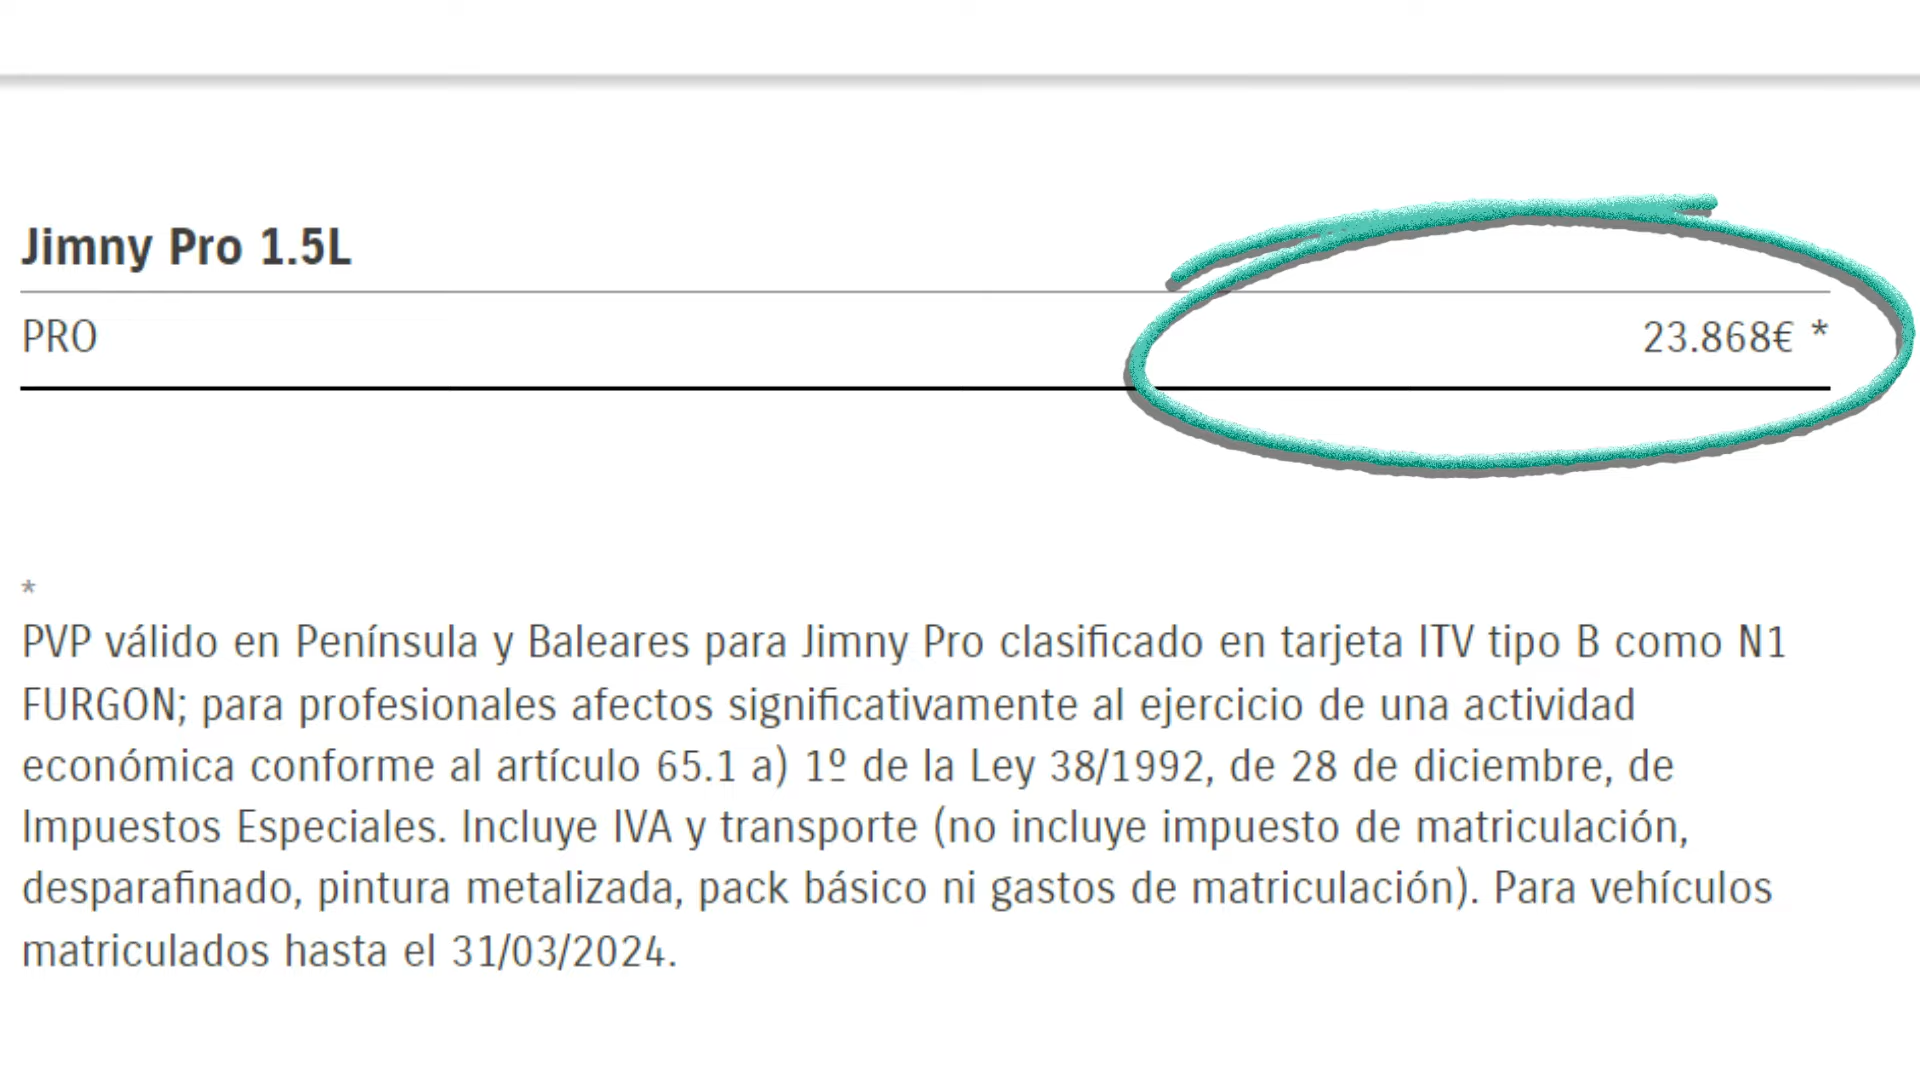 Jimny Pro 1.5L
PRO 23.868€ *
*
PVP válido en Península y Baleares para Jimny Pro clasificado en tarjeta ITV tipo B como N1
FURGON; para profesionales afectos significativamente al ejercicio de una actividad
económica conforme al artículo 65.1 a) 1º de la Ley 38/1992, de 28 de diciembre, de
Impuestos Especiales. Incluye IVA y transporte (no incluye impuesto de matriculación,
desparafinado, pintura metalizada, pack básico ni gastos de matriculación). Para vehículos
matriculados hasta el 31/03/2024.